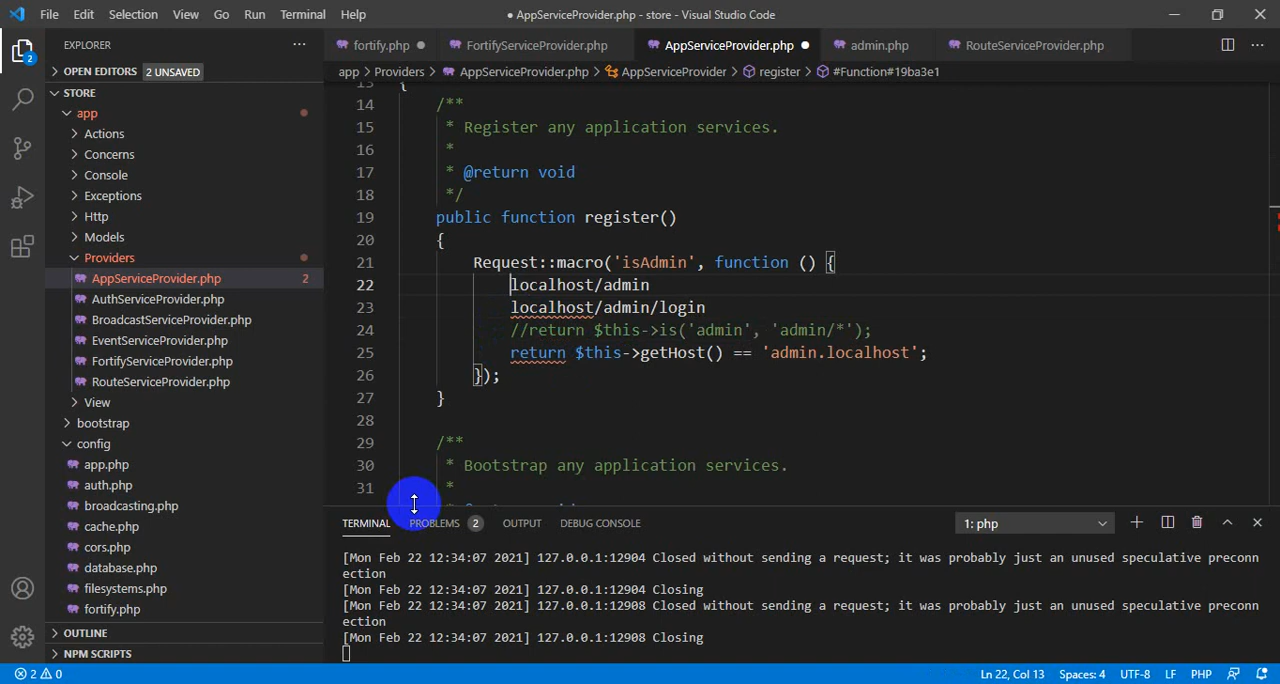 File Edit Selection View Go Run Terminal Help
● AppServiceProvider.php - store - Visual Studio Code
EXPLORER
fortify.php
FortifyServiceProvider.php
AppServiceProvider.php
admin.php
RouteServiceProvider.php
OPEN EDITORS 2 UNSAVED
app > Providers > AppServiceProvider.php > AppServiceProvider > register > #Function#19ba3e1
STORE
app
Actions
Concerns
Console
Exceptions
Http
Models
Providers
AppServiceProvider.php 2
AuthServiceProvider.php
BroadcastServiceProvider.php
EventServiceProvider.php
FortifyServiceProvider.php
RouteServiceProvider.php
View
bootstrap
config
app.php
auth.php
broadcasting.php
cache.php
cors.php
database.php
filesystems.php
fortify.php
OUTLINE
NPM SCRIPTS
2
13 {
14 /**
15 * Register any application services.
16 *
17 * @return void
18 */
19 public function register()
20 {
21 Request::macro('isAdmin', function () {
22 localhost/admin
23 localhost/admin/login
24 //return $this->is('admin', 'admin/*');
25 return $this->getHost() == 'admin.localhost';
26 });
27 }
28
29 /**
30 * Bootstrap any application services.
31 *
TERMINAL PROBLEMS 2 OUTPUT DEBUG CONSOLE 1: php
[Mon Feb 22 12:34:07 2021] 127.0.0.1:12904 Closed without sending a request; it was probably just an unused speculative preconn
ection
[Mon Feb 22 12:34:07 2021] 127.0.0.1:12904 Closing
[Mon Feb 22 12:34:07 2021] 127.0.0.1:12908 Closed without sending a request; it was probably just an unused speculative preconn
ection
[Mon Feb 22 12:34:07 2021] 127.0.0.1:12908 Closing
2 0 Ln 22, Col 13 Spaces: 4 UTF-8 LF PHP